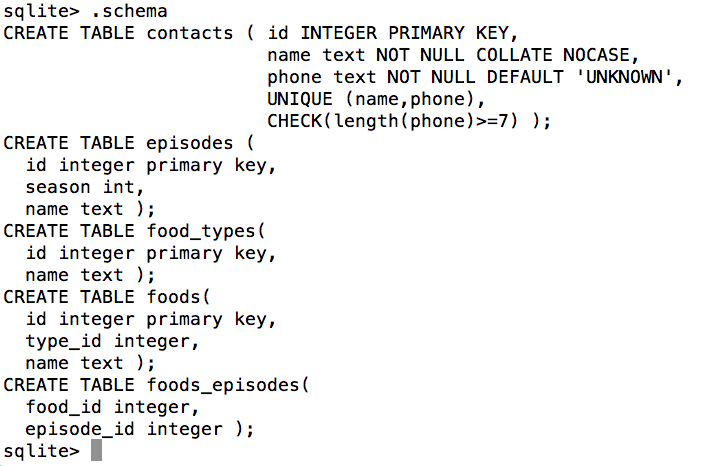 sqlite> .schema
CREATE TABLE contacts ( id INTEGER PRIMARY KEY,
                        name text NOT NULL COLLATE NOCASE,
                        phone text NOT NULL DEFAULT 'UNKNOWN',
                        UNIQUE (name,phone),
                        CHECK(length(phone)>=7) );
CREATE TABLE episodes (
  id integer primary key,
  season int,
  name text );
CREATE TABLE food_types(
  id integer primary key,
  name text );
CREATE TABLE foods(
  id integer primary key,
  type_id integer,
  name text );
CREATE TABLE foods_episodes(
  food_id integer,
  episode_id integer );
sqlite>